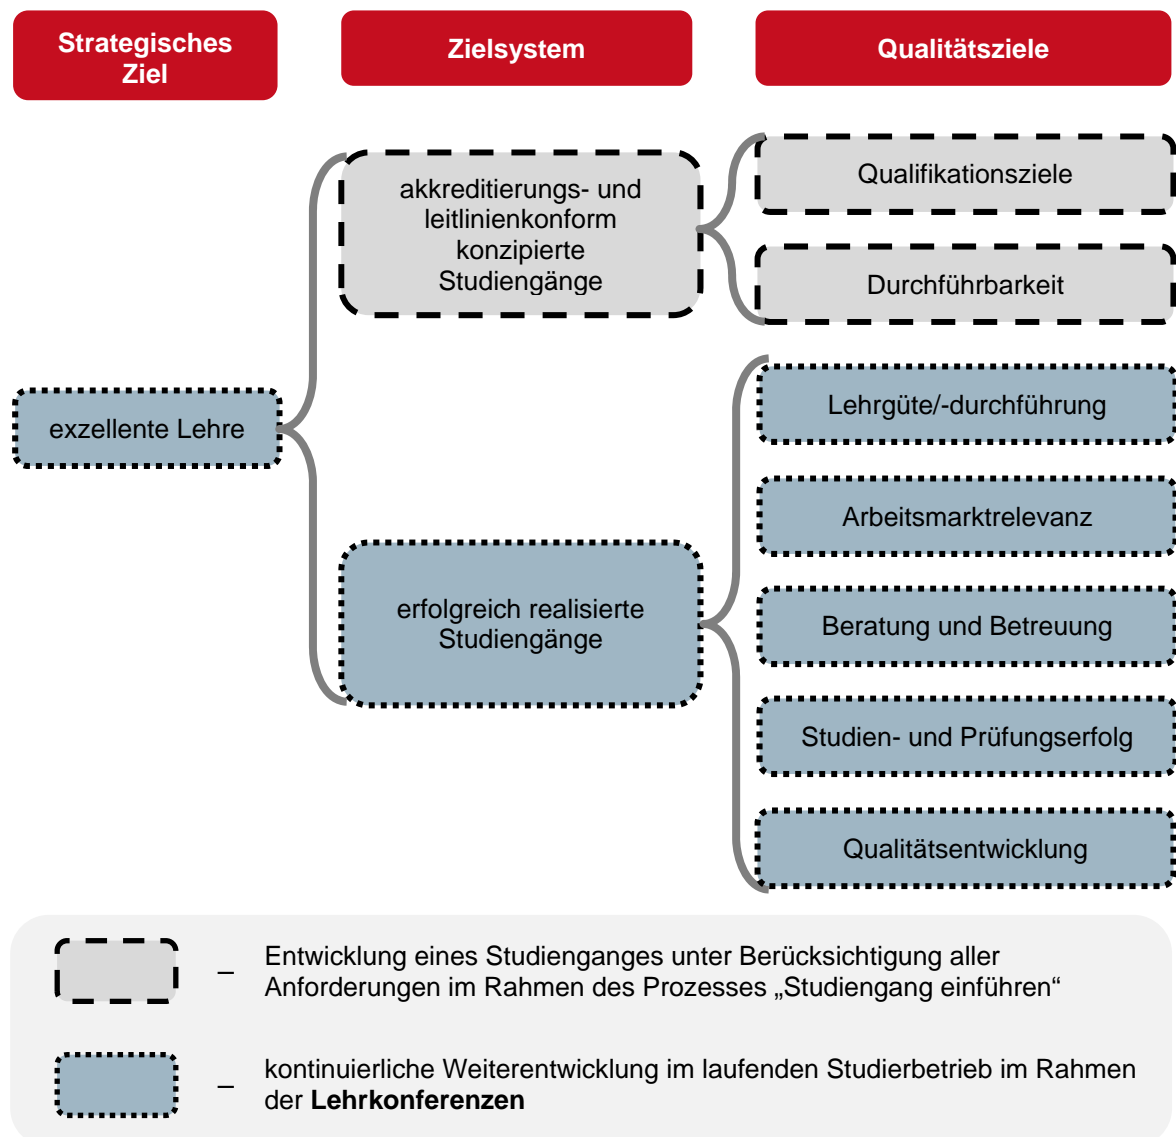 Strategisches
Ziel
Zielsystem
Qualitätsziele
akkreditierungs- und
leitlinienkonform
konzipierte
Studiengänge
Qualifikationsziele
Durchführbarkeit
exzellente Lehre
erfolgreich realisierte
Studiengänge
Lehrgüte/-durchführung
Arbeitsmarktrelevanz
Beratung und Betreuung
Studien- und Prüfungserfolg
Qualitätsentwicklung
– Entwicklung eines Studienganges unter Berücksichtigung aller
Anforderungen im Rahmen des Prozesses „Studiengang einführen“
– kontinuierliche Weiterentwicklung im laufenden Studierbetrieb im Rahmen
der Lehrkonferenzen